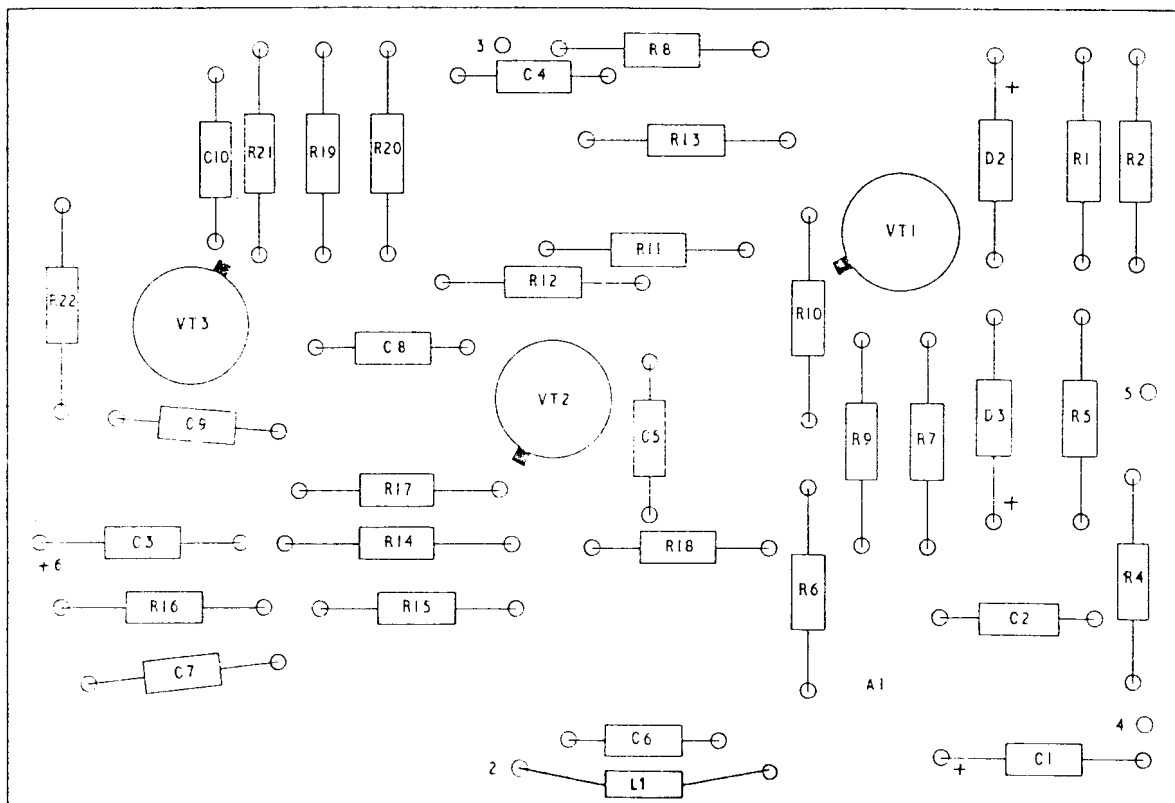 3
R8
C4
C10
R21
R19
R20
R13
D2
+
R1
R2
VT1
R11
R12
R22
VT3
R10
C8
VT2
5
C9
C5
R9
R7
D3
+
R5
R17
C3
+6
R14
R18
R6
R4
R16
R15
C2
C7
A1
4
C6
2
L1
+
C1